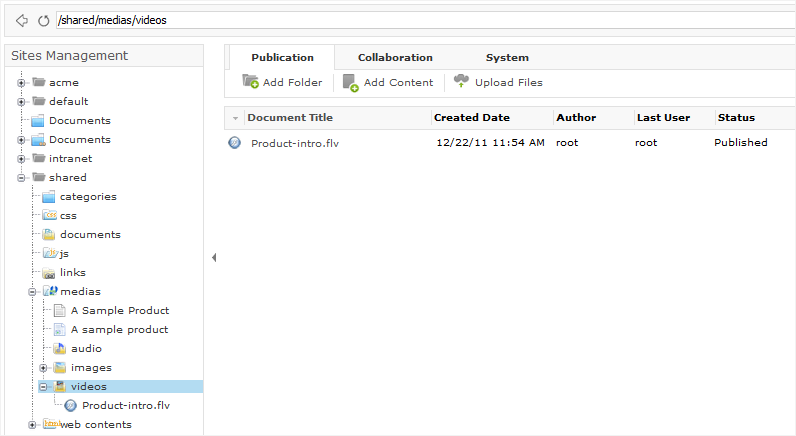 /shared/medias/videos
Sites Management
acme
default
Documents
Documents
intranet
shared
categories
css
documents
js
links
medias
A Sample Product
A sample product
audio
images
videos
Product-intro.flv
web contents
Publication Collaboration System
Add Folder Add Content Upload Files
Document Title Created Date Author Last User Status
Product-intro.flv 12/22/11 11:54 AM root root Published